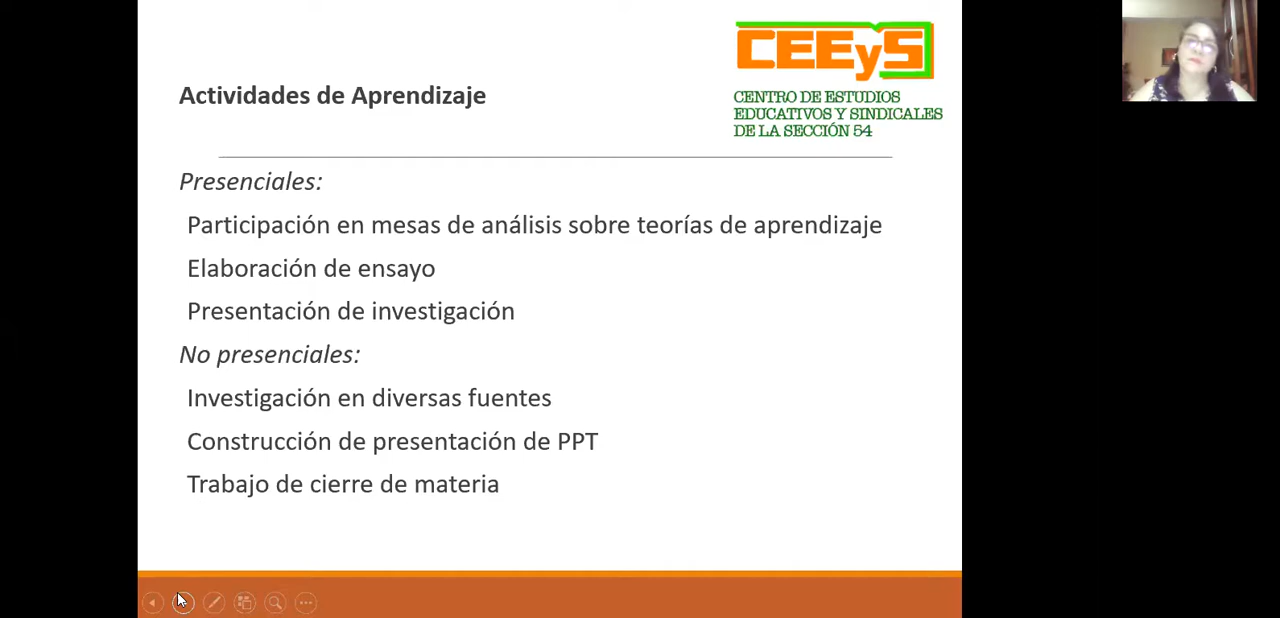 CEEyS
CENTRO DE ESTUDIOS
EDUCATIVOS Y SINDICALES
DE LA SECCIÓN 54
Actividades de Aprendizaje
Presenciales:
Participación en mesas de análisis sobre teorías de aprendizaje
Elaboración de ensayo
Presentación de investigación
No presenciales:
Investigación en diversas fuentes
Construcción de presentación de PPT
Trabajo de cierre de materia